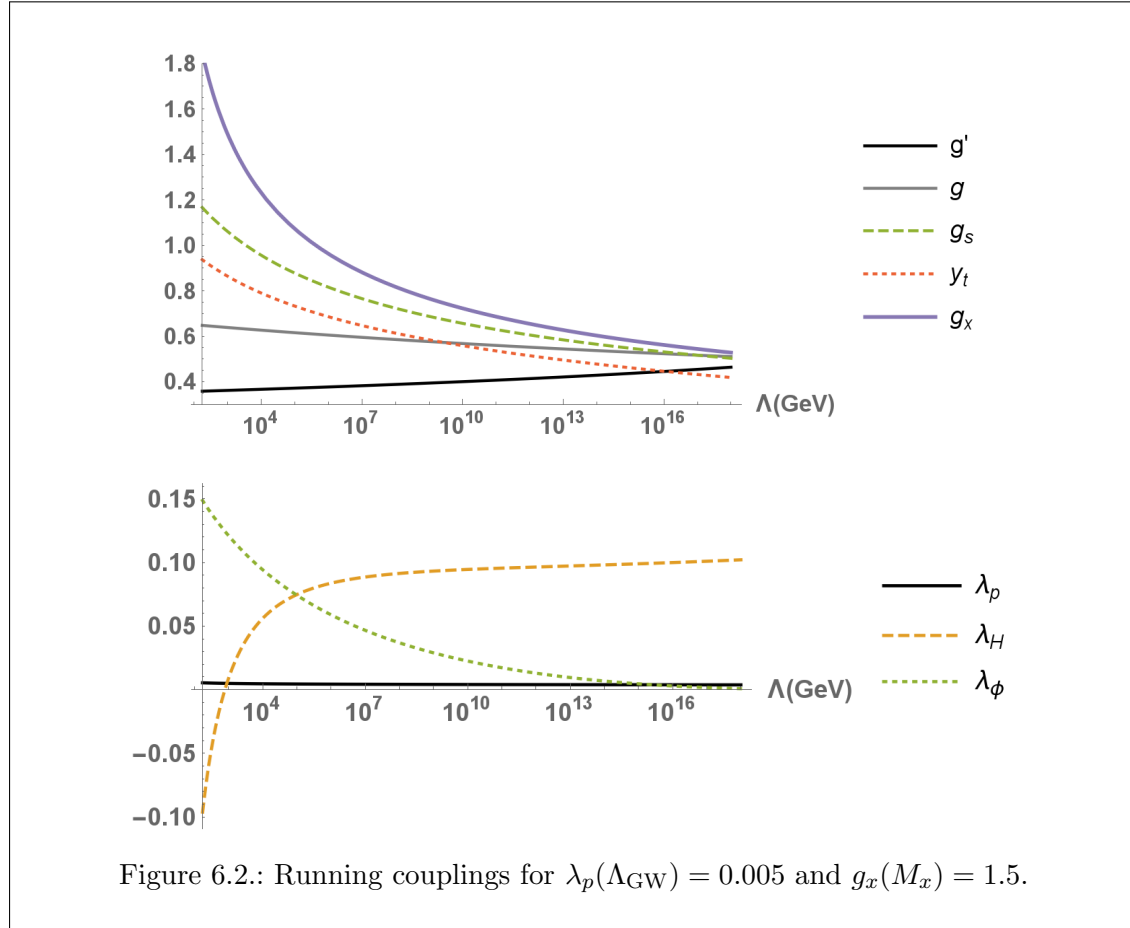 1.8
1.6
1.4
1.2
1.0
0.8
0.6
0.4
10^4 10^7 10^10 10^13 10^16 Λ(GeV)
g'
g
g_s
y_t
g_x
0.15
0.10
0.05
−0.05
−0.10
10^4 10^7 10^10 10^13 10^16 Λ(GeV)
λ_p
λ_H
λ_ϕ
Figure 6.2.: Running couplings for λ_p(Λ_GW) = 0.005 and g_x(M_x) = 1.5.